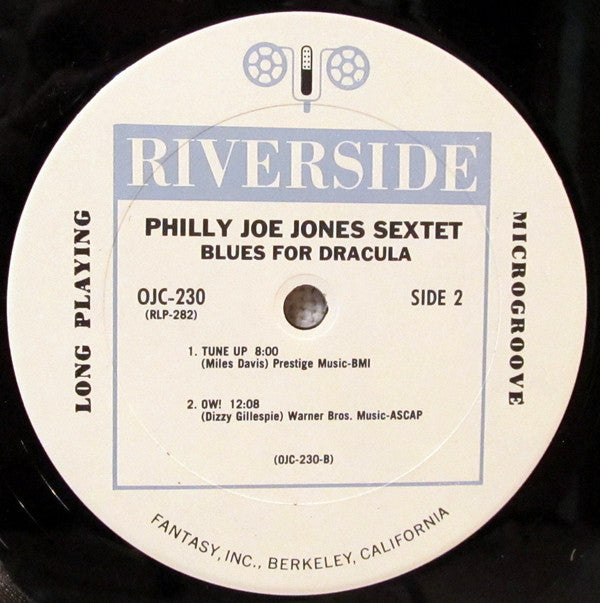 RIVERSIDE
PHILLY JOE JONES SEXTET
BLUES FOR DRACULA
LONG PLAYING
MICROGROOVE
OJC-230
(RLP-282)
SIDE 2
1. TUNE UP 8:00
(Miles Davis) Prestige Music-BMI
2. OW! 12:08
(Dizzy Gillespie) Warner Bros. Music-ASCAP
(OJC-230-B)
FANTASY, INC., BERKELEY, CALIFORNIA